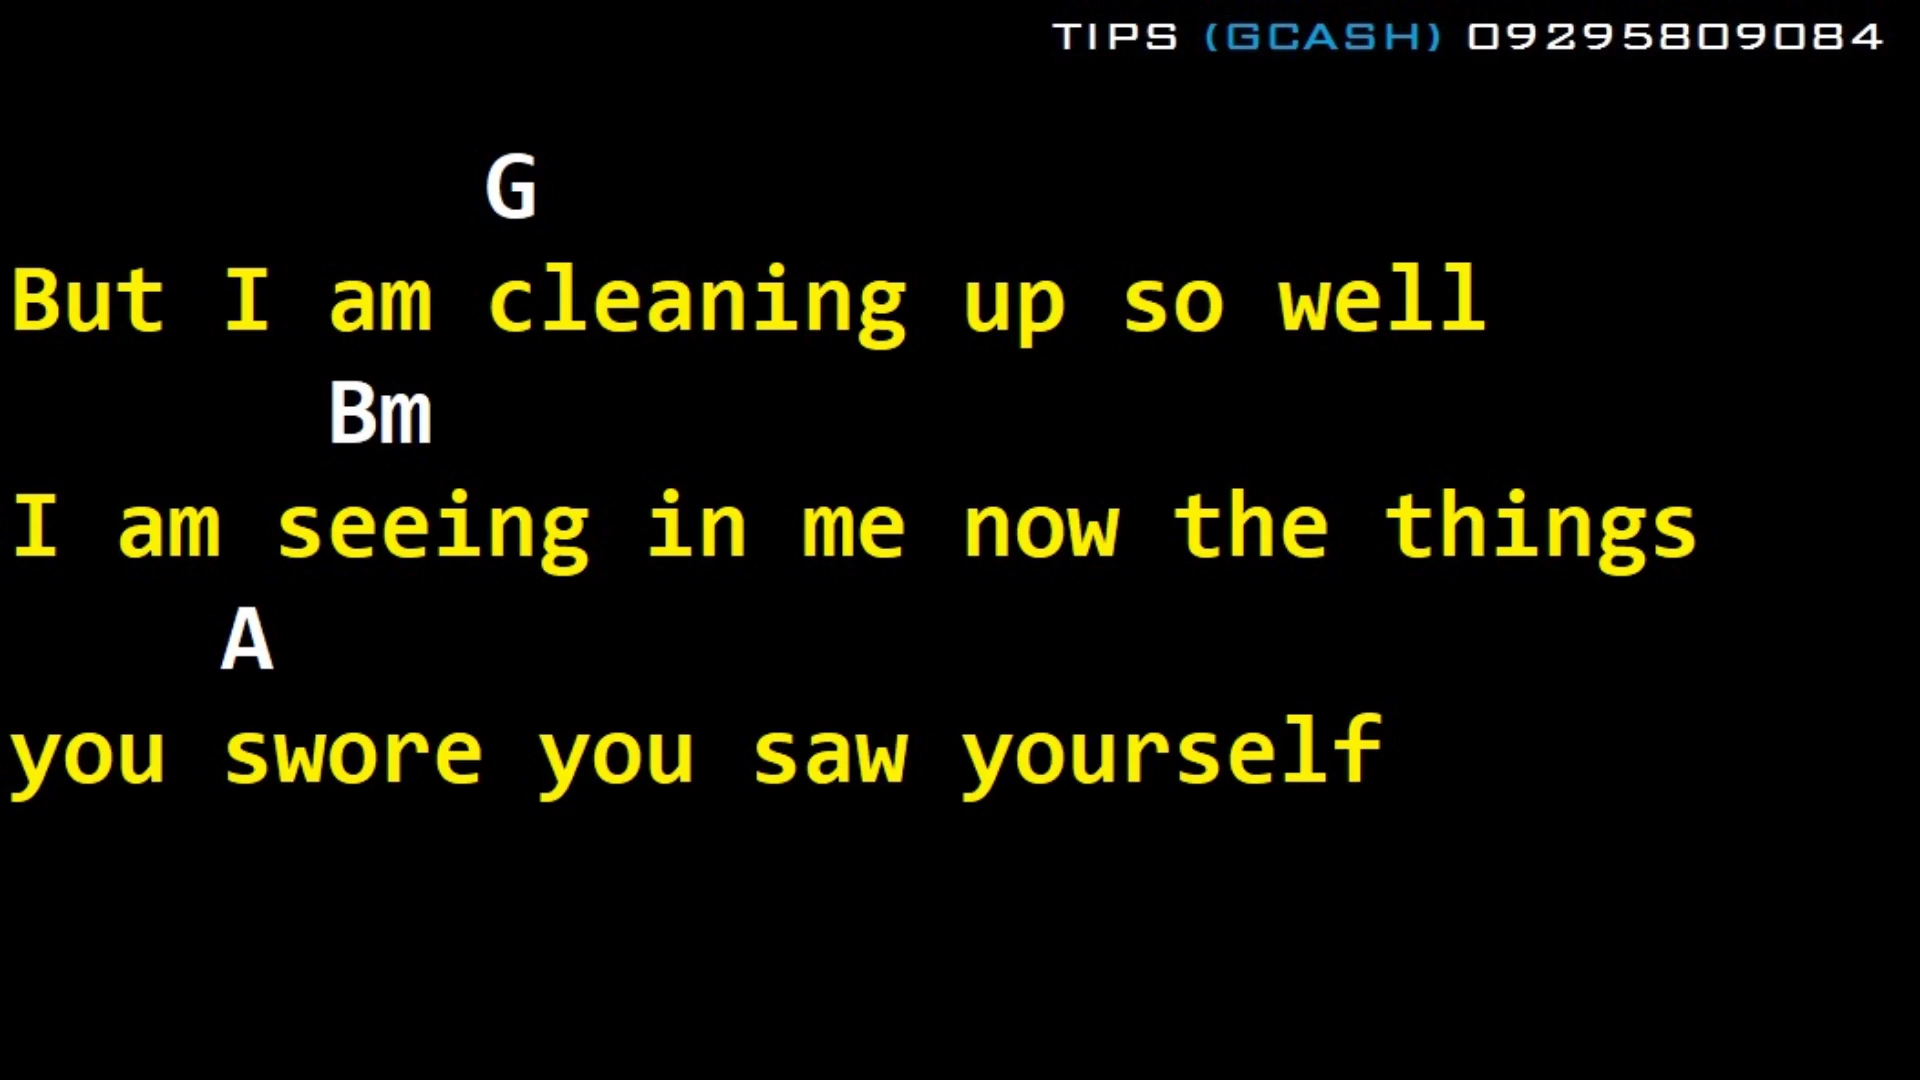 TIPS (GCASH) 09295809084
G
But I am cleaning up so well
Bm
I am seeing in me now the things
A
you swore you saw yourself